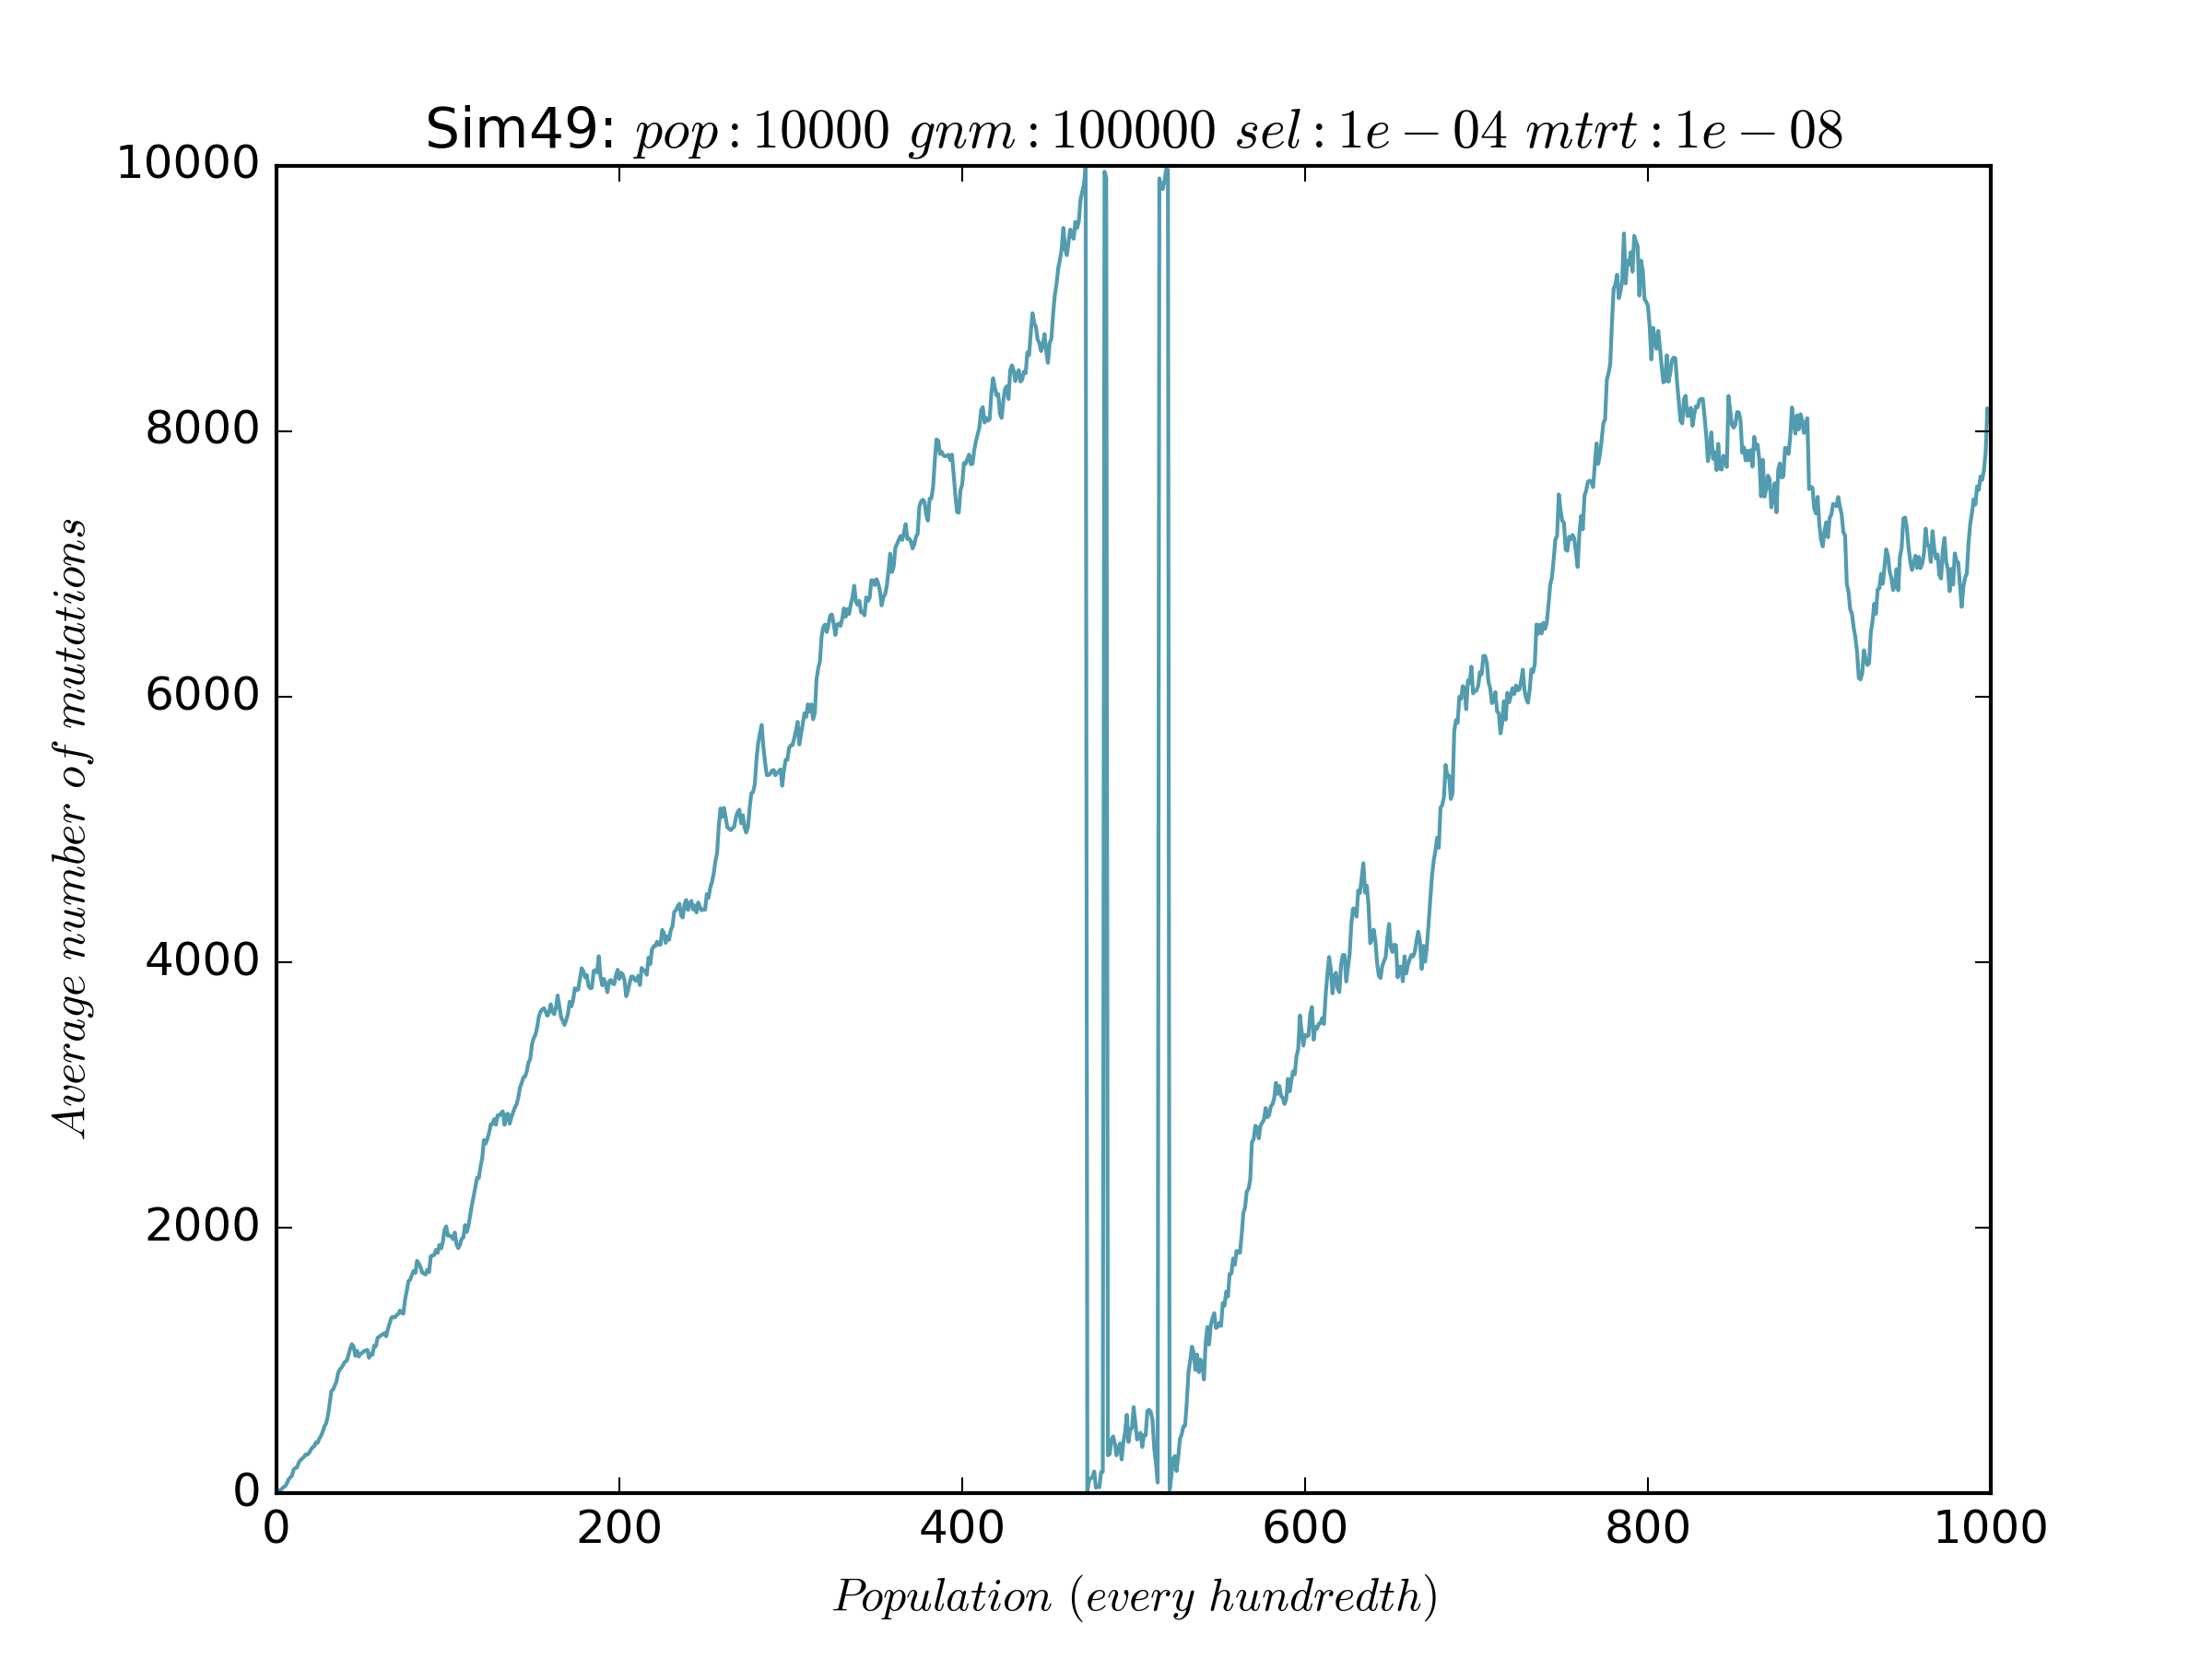 Sim49: pop : 10000 gnm : 100000 sel : 1e − 04 mtrt : 1e − 08
10000
8000
6000
4000
2000
0
Average number of mutations
0 200 400 600 800 1000
Population (every hundredth)